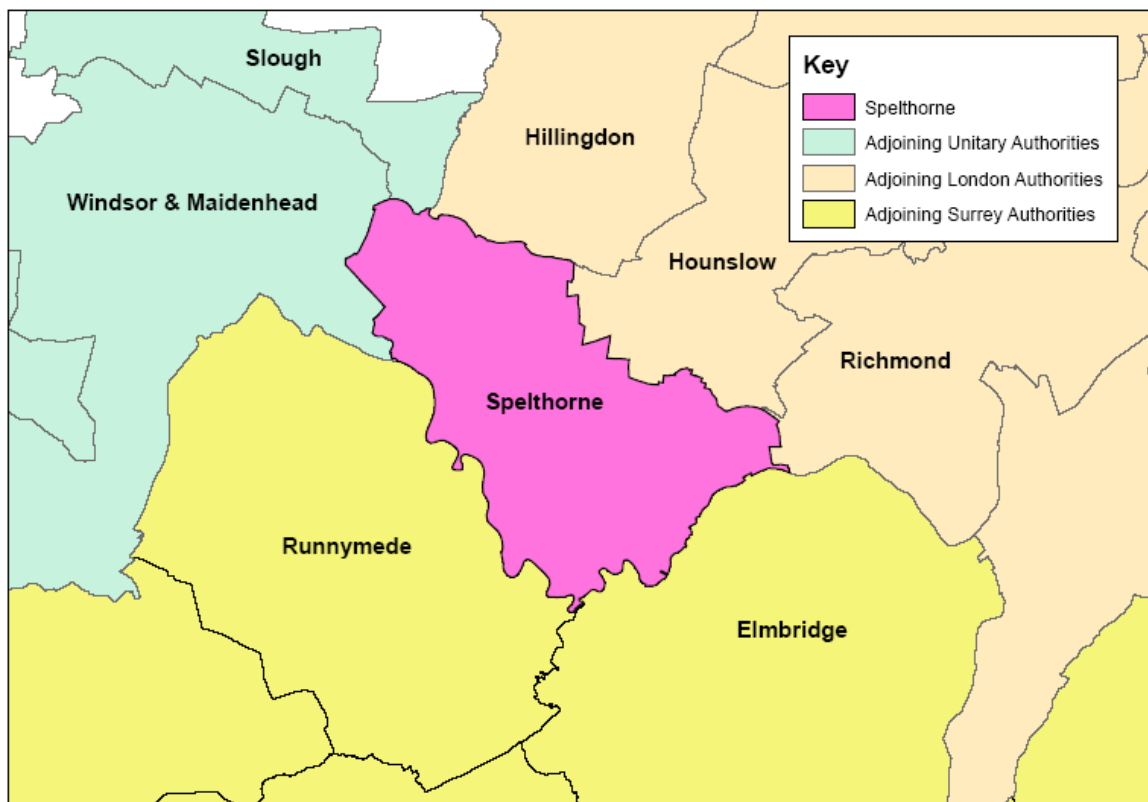 Slough
Key
Spelthorne
Adjoining Unitary Authorities
Adjoining London Authorities
Adjoining Surrey Authorities
Hillingdon
Windsor & Maidenhead
Hounslow
Richmond
Spelthorne
Runnymede
Elmbridge